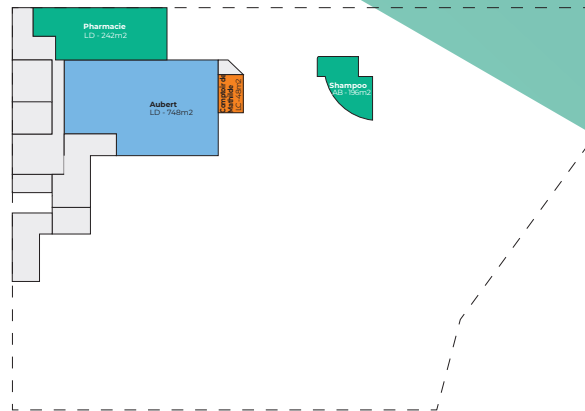 Pharmacie
LD - 242m2
Aubert
LD - 748m2
Comptoir de
Mathilde
LC -48m2
Shampoo
AB - 196m2